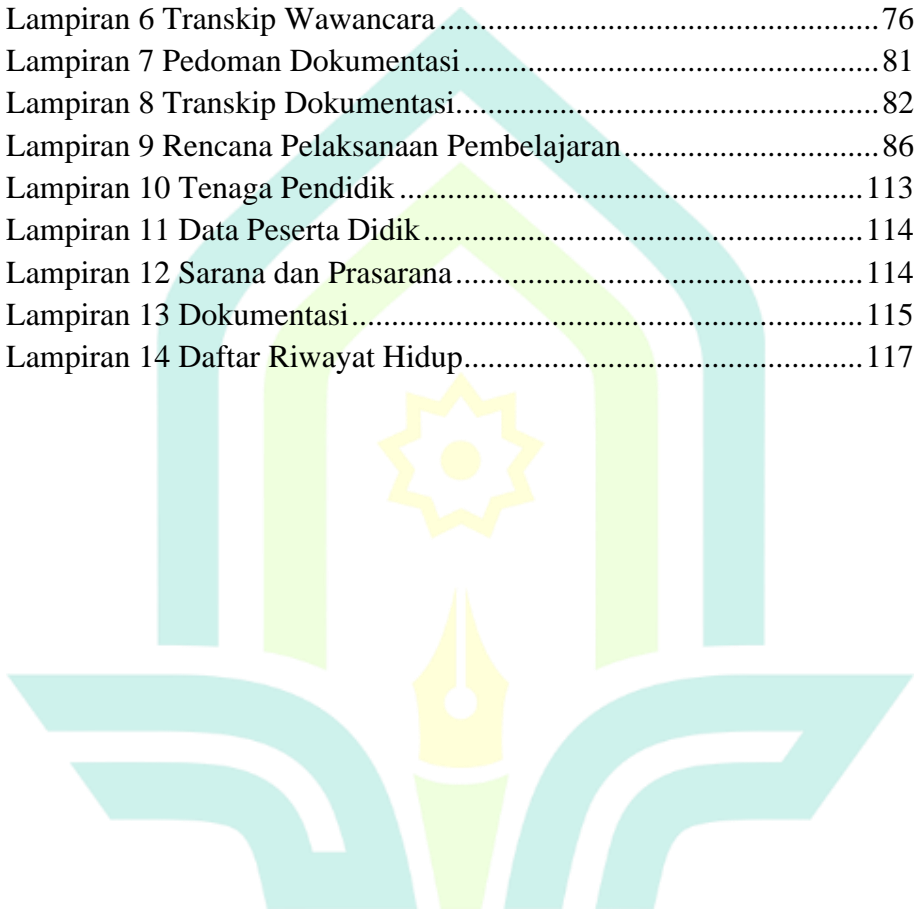 Lampiran 6 Transkip Wawancara............................................................76
Lampiran 7 Pedoman Dokumentasi.........................................................81
Lampiran 8 Transkip Dokumentasi..........................................................82
Lampiran 9 Rencana Pelaksanaan Pembelajaran...................................86
Lampiran 10 Tenaga Pendidik................................................................113
Lampiran 11 Data Peserta Didik.............................................................114
Lampiran 12 Sarana dan Prasarana........................................................114
Lampiran 13 Dokumentasi......................................................................115
Lampiran 14 Daftar Riwayat Hidup.......................................................117